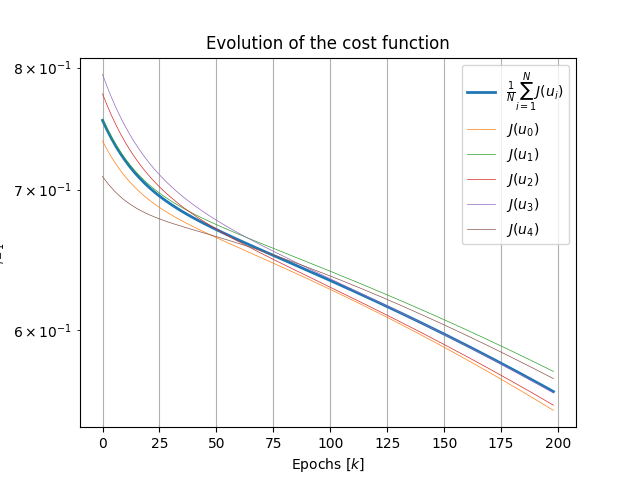 Evolution of the cost function
8 × 10⁻¹
7 × 10⁻¹
6 × 10⁻¹
0 25 50 75 100 125 150 175 200
Epochs [k]
1/N ∑ᵢ₌₁ᴺ J(uᵢ)
J(u₀)
J(u₁)
J(u₂)
J(u₃)
J(u₄)